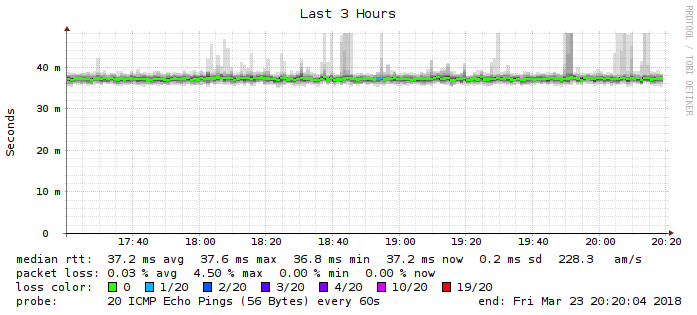 Last 3 Hours
RRDTOOL / TOBI OETIKER
Seconds
40 m
30 m
20 m
10 m
0
17:40 18:00 18:20 18:40 19:00 19:20 19:40 20:00 20:20
median rtt: 37.2 ms avg 37.6 ms max 36.8 ms min 37.2 ms now 0.2 ms sd 228.3 am/s
packet loss: 0.03 % avg 4.50 % max 0.00 % min 0.00 % now
loss color: 0 1/20 2/20 3/20 4/20 10/20 19/20
probe: 20 ICMP Echo Pings (56 Bytes) every 60s end: Fri Mar 23 20:20:04 2018